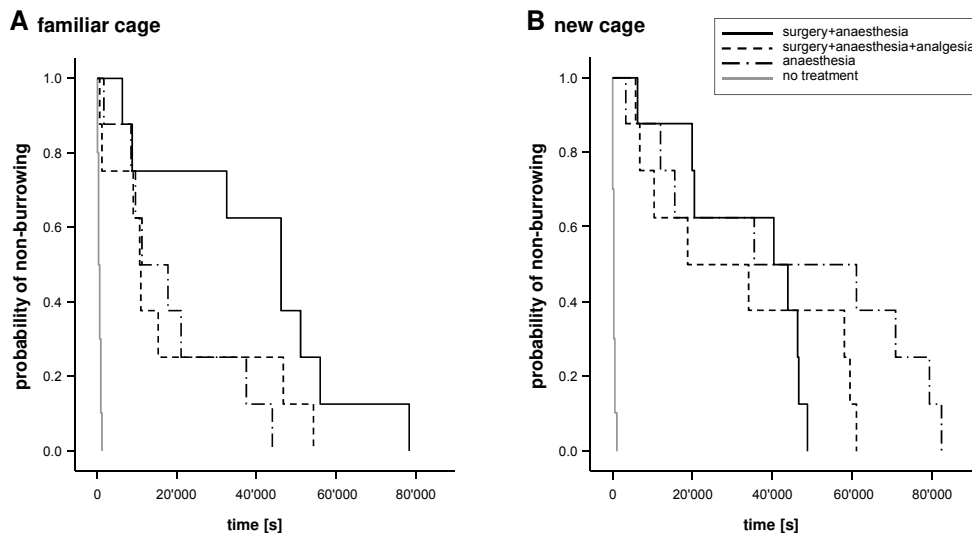 A familiar cage
B new cage
surgery+anaesthesia
surgery+anaesthesia+analgesia
anaesthesia
no treatment
probability of non-burrowing
1.0
0.8
0.6
0.4
0.2
0.0
0
20'000
40'000
60'000
80'000
time [s]
probability of non-burrowing
1.0
0.8
0.6
0.4
0.2
0.0
0
20'000
40'000
60'000
80'000
time [s]